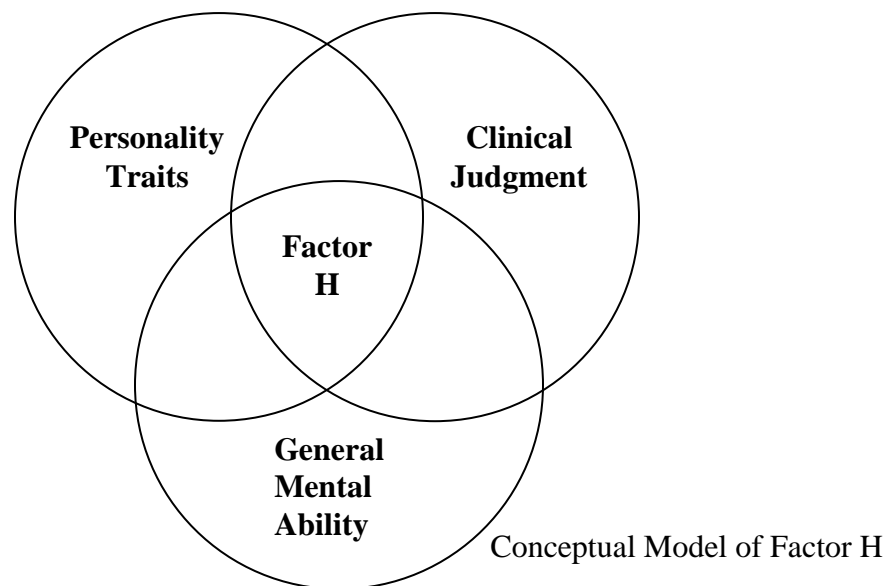 Personality
Traits
Clinical
Judgment
Factor
H
General
Mental
Ability
Conceptual Model of Factor H